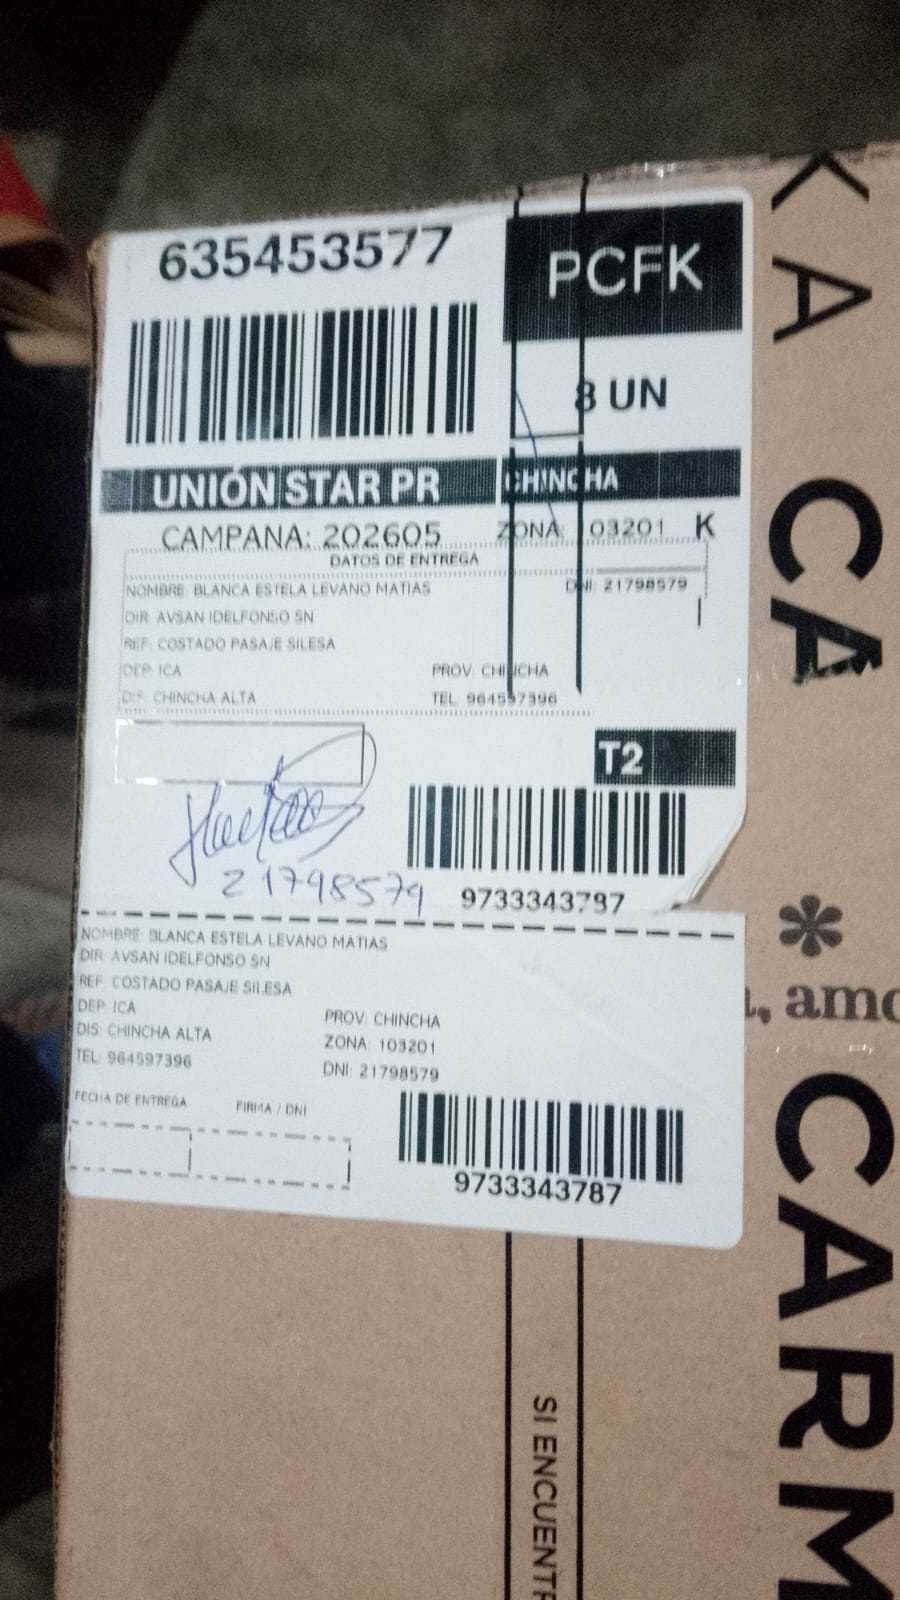 635453577
PCFK
8 UN
UNIÓN STAR PR
CHINCHA
CAMPANA: 202605
ZONA: 103201 K
DATOS DE ENTREGA
NOMBRE: BLANCA ESTELA LEVANO MATIAS
DNI: 21798579
DIR: AVSAN IDELFONSO SN
REF: COSTADO PASAJE SILESA
DEP: ICA
PROV: CHINCHA
DIS: CHINCHA ALTA
TEL: 964597396
T2
21798579
9733343787
NOMBRE: BLANCA ESTELA LEVANO MATIAS
DIR: AVSAN IDELFONSO SN
REF: COSTADO PASAJE SILESA
DEP: ICA
PROV: CHINCHA
DIS: CHINCHA ALTA
ZONA: 103201
TEL: 964597396
DNI: 21798579
FECHA DE ENTREGA
FIRMA / DNI
9733343787
KA CA
, amo
CARM
SI ENCUENTR